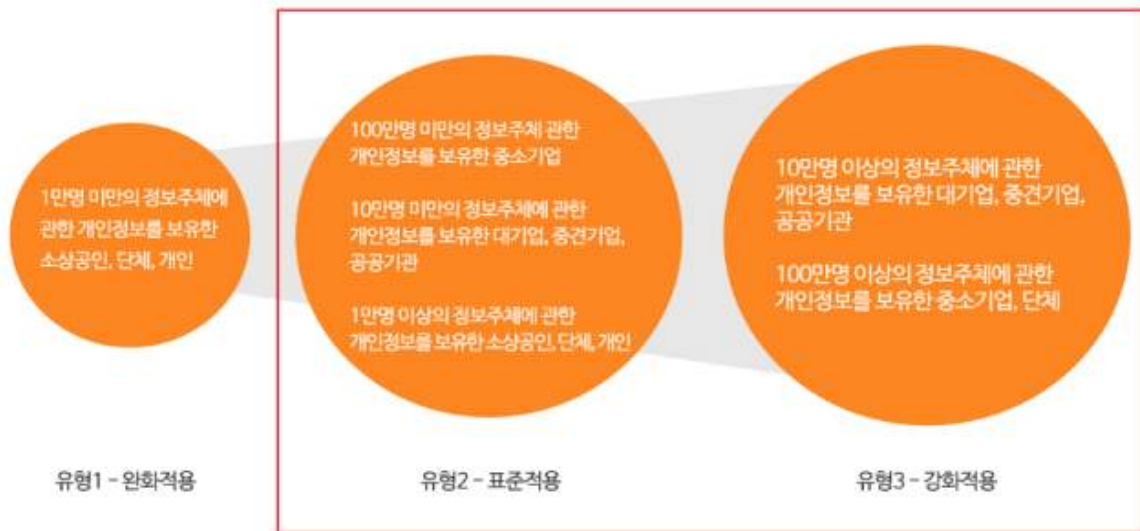 1만명 미만의 정보주체에
관한 개인정보를 보유한
소상공인, 단체, 개인
100만명 미만의 정보주체 관한
개인정보를 보유한 중소기업
10만명 미만의 정보주체에 관한
개인정보를 보유한 대기업, 중견기업,
공공기관
1만명 이상의 정보주체에 관한
개인정보를 보유한 소상공인, 단체, 개인
10만명 이상의 정보주체에 관한
개인정보를 보유한 대기업, 중견기업,
공공기관
100만명 이상의 정보주체에 관한
개인정보를 보유한 중소기업, 단체
유형1 - 완화적용
유형2 - 표준적용
유형3 - 강화적용